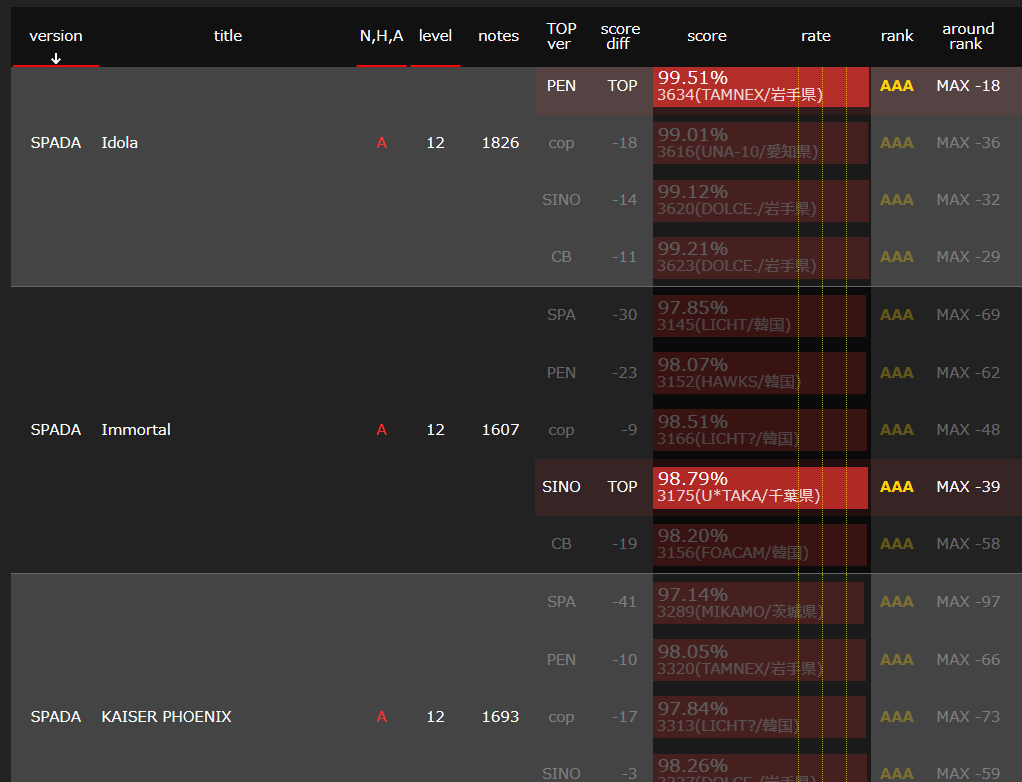 version title N,H,A level notes TOP ver score diff score rate rank around rank
PEN TOP 99.51% AAA MAX -18
3634(TAMNEX/岩手県)
SPADA Idola A 12 1826 cop -18 99.01% AAA MAX -36
3616(UNA-10/愛知県)
SINO -14 99.12% AAA MAX -32
3620(DOLCE./岩手県)
CB -11 99.21% AAA MAX -29
3623(DOLCE./岩手県)
SPA -30 97.85% AAA MAX -69
3145(LICHT/韓国)
PEN -23 98.07% AAA MAX -62
3152(HAWKS/韓国)
SPADA Immortal A 12 1607 cop -9 98.51% AAA MAX -48
3166(LICHT?/韓国)
SINO TOP 98.79% AAA MAX -39
3175(U*TAKA/千葉県)
CB -19 98.20% AAA MAX -58
3156(FOACAM/韓国)
SPA -41 97.14% AAA MAX -97
3289(MIKAMO/茨城県)
PEN -10 98.05% AAA MAX -66
3320(TAMNEX/岩手県)
SPADA KAISER PHOENIX A 12 1693 cop -17 97.84% AAA MAX -73
3313(LICHT?/韓国)
SINO -3 98.26% AAA MAX -59